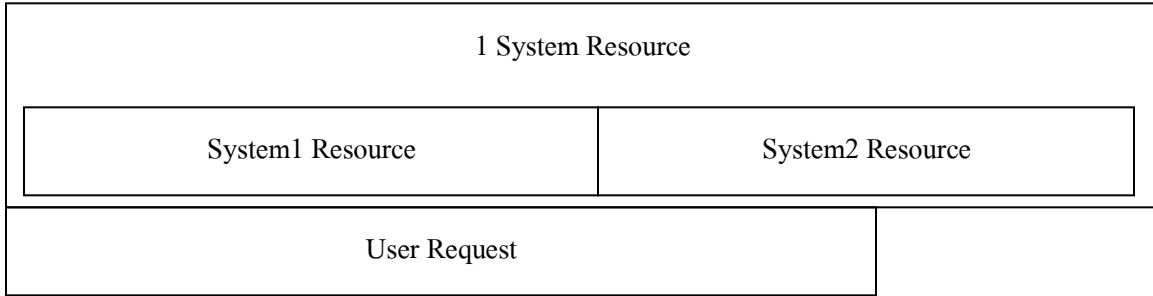 1 System Resource
System1 Resource
System2 Resource
User Request